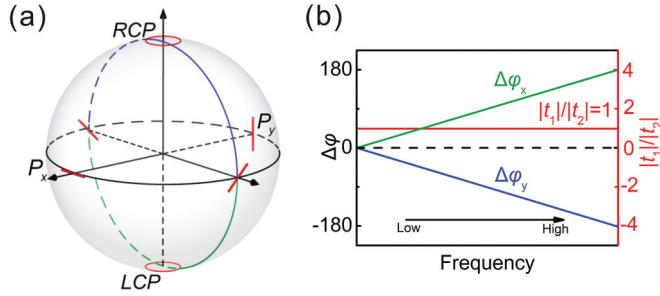 (a)
RCP
P_y
P_x
LCP
(b)
180
0
-180
Δφ
Δφ_x
|t_1|/|t_2|=1
Δφ_y
Low
High
Frequency
4
2
0
-2
-4
|t_1|/|t_2|